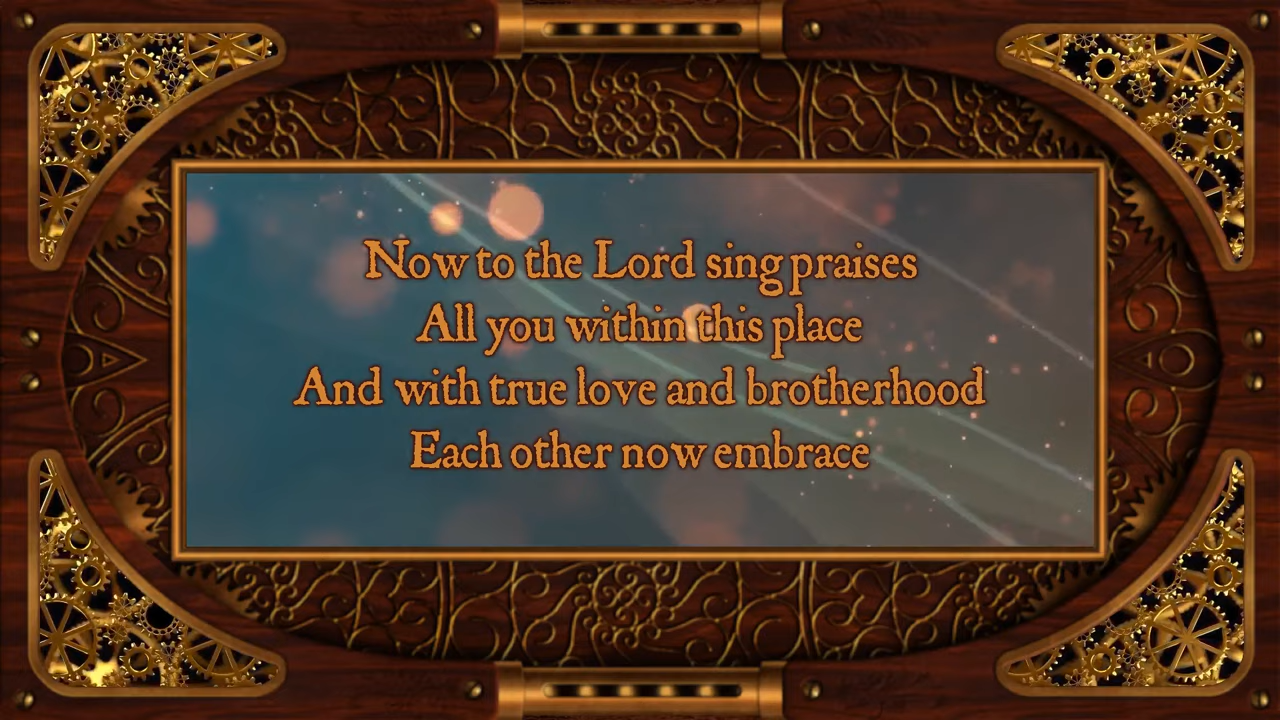 Now to the Lord sing praises
All you within this place
And with true love and brotherhood
Each other now embrace